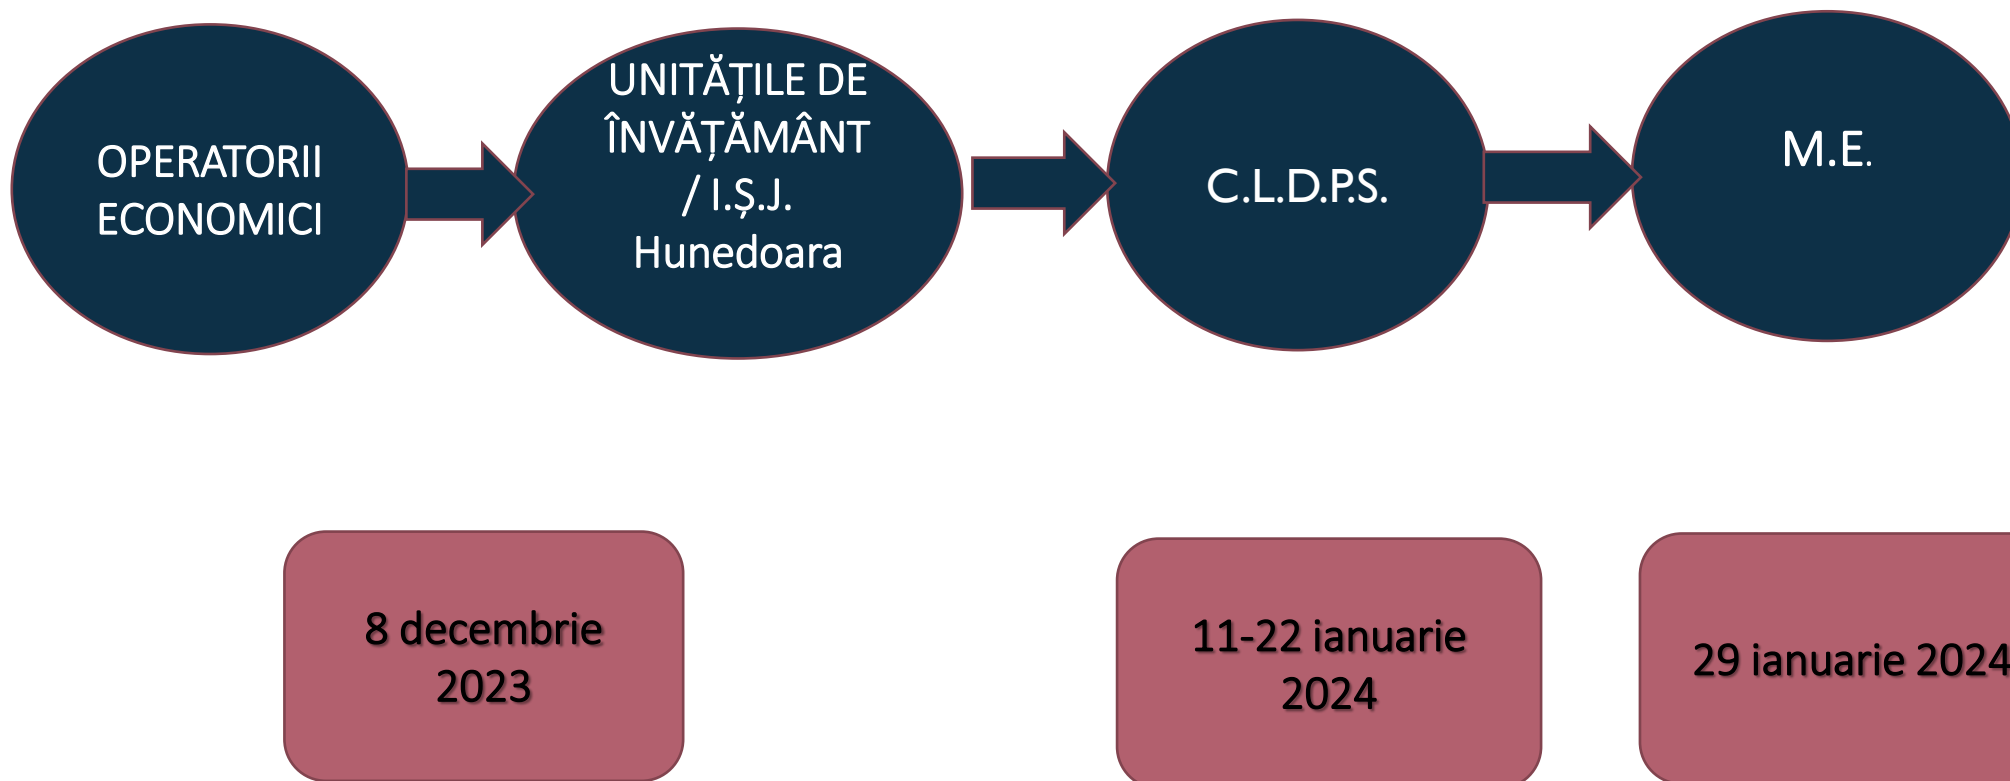 OPERATORII
ECONOMICI
UNITĂȚILE DE
ÎNVĂȚĂMÂNT
/ I.Ș.J.
Hunedoara
C.L.D.P.S.
M.E.
8 decembrie
2023
11-22 ianuarie
2024
29 ianuarie 2024